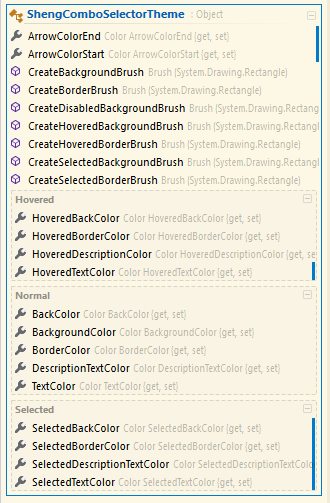 ShengComboSelectorTheme : Object
ArrowColorEnd Color ArrowColorEnd {get, set}
ArrowColorStart Color ArrowColorStart {get, set}
CreateBackgroundBrush Brush (System.Drawing.Rectangle)
CreateBorderBrush Brush (System.Drawing.Rectangle)
CreateDisabledBackgroundBrush Brush (System.Drawing.Rectangle)
CreateHoveredBackgroundBrush Brush (System.Drawing.Rectangle)
CreateHoveredBorderBrush Brush (System.Drawing.Rectangle)
CreateSelectedBackgroundBrush Brush (System.Drawing.Rectangle)
CreateSelectedBorderBrush Brush (System.Drawing.Rectangle)
Hovered
HoveredBackColor Color HoveredBackColor {get, set}
HoveredBorderColor Color HoveredBorderColor {get, set}
HoveredDescriptionColor Color HoveredDescriptionColor {get, se
HoveredTextColor Color HoveredTextColor {get, set}
Normal
BackColor Color BackColor {get, set}
BackgroundColor Color BackgroundColor {get, set}
BorderColor Color BorderColor {get, set}
DescriptionTextColor Color DescriptionTextColor {get, set}
TextColor Color TextColor {get, set}
Selected
SelectedBackColor Color SelectedBackColor {get, set}
SelectedBorderColor Color SelectedBorderColor {get, set}
SelectedDescriptionTextColor Color SelectedDescriptionTextColo
SelectedTextColor Color SelectedTextColor {get, set}